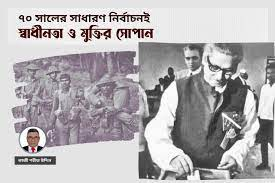 ৭০ সালের সাধারণ নির্বাচনই
স্বাধীনতা ও মুক্তির সোপান